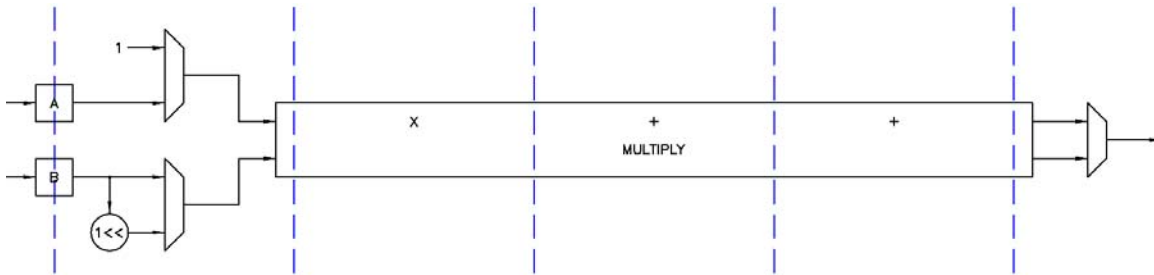 1
A
X + +
MULTIPLY
B
1<<